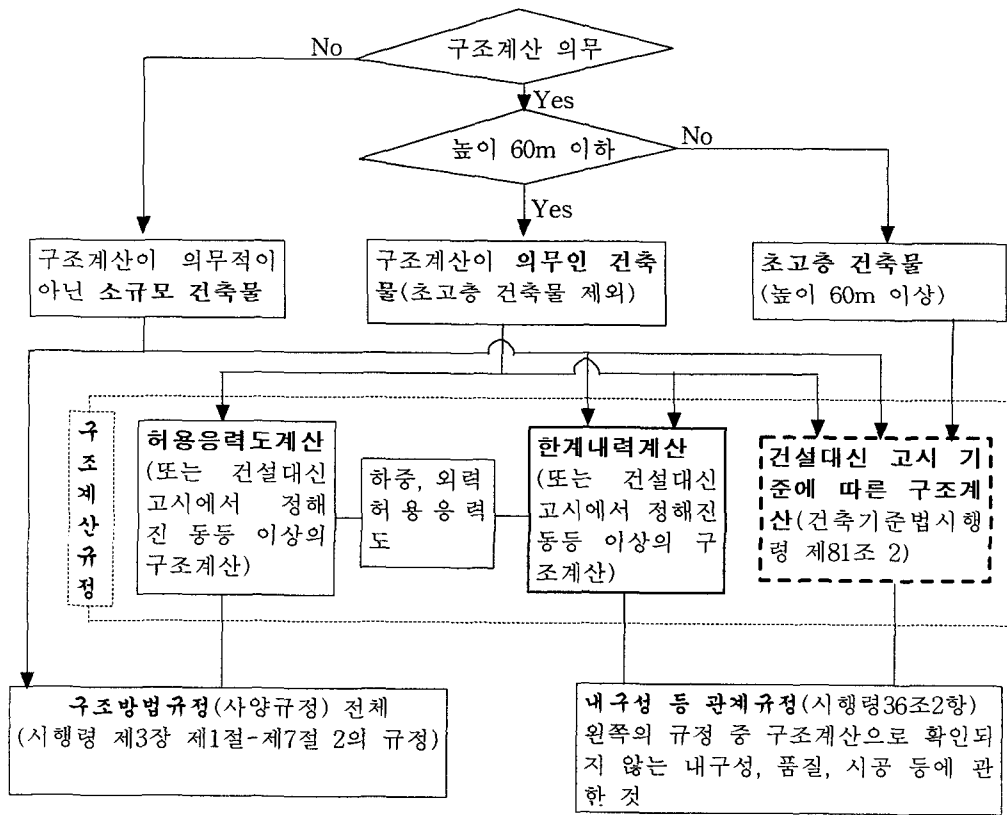 구조계산 의무
No
Yes
높이 60m 이하
No
Yes
구조계산이 의무적이
아닌 소규모 건축물
구조계산이 의무인 건축
물(초고층 건축물 제외)
초고층 건축물
(높이 60m 이상)
구조계산규정
허용응력도계산
(또는 건설대신
고시에서 정해
진 동등 이상의
구조계산)
하중, 외력
허용응력
도
한계내력계산
(또는 건설대신
고시에서 정해진
동등 이상의 구
조계산)
건설대신 고시 기
준에 따른 구조계
산(건축기준법시행
령 제81조 2)
구조방법규정(사양규정) 전체
(시행령 제3장 제1절-제7절 2의 규정)
내구성 등 관계규정(시행령36조2항)
왼쪽의 규정 중 구조계산으로 확인되
지 않는 내구성, 품질, 시공 등에 관
한 것